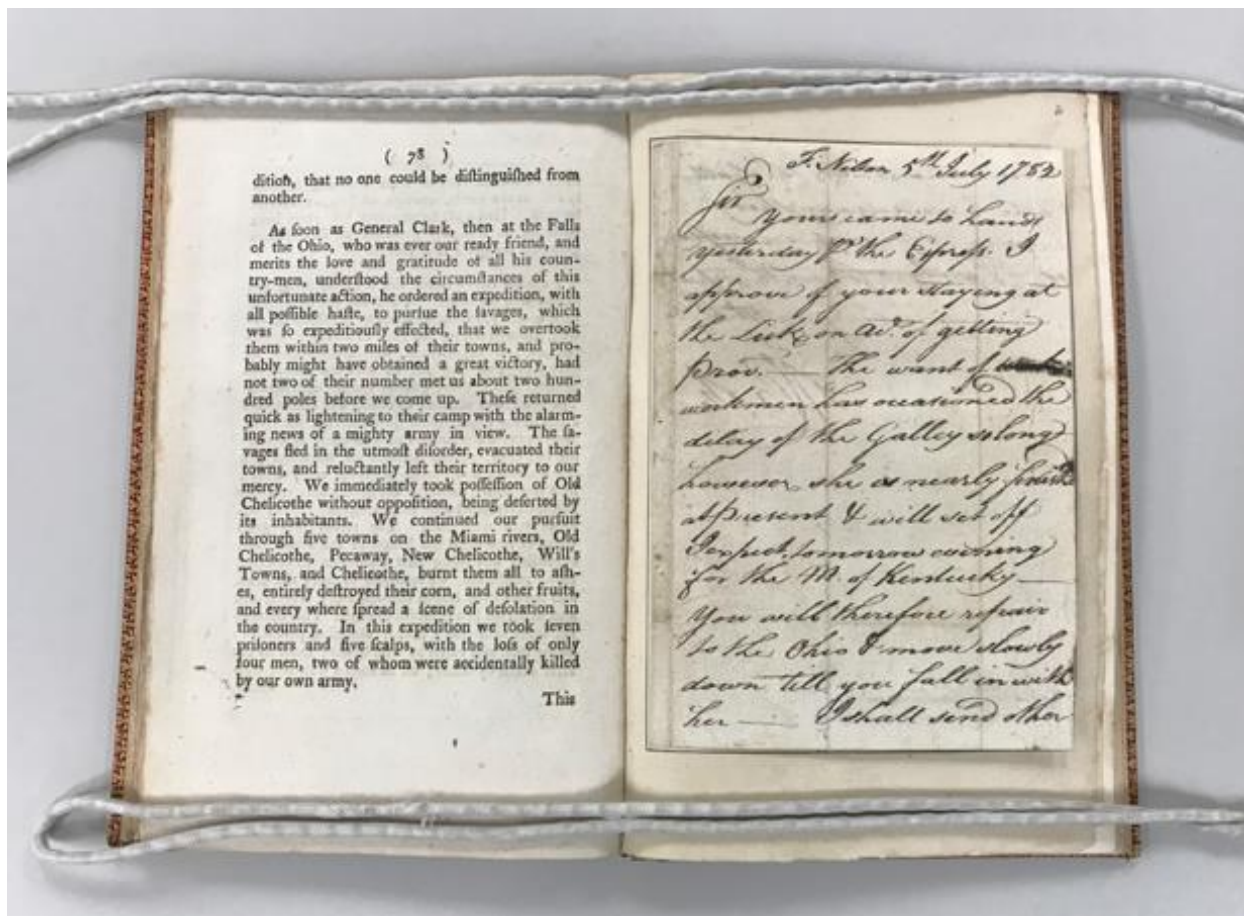 ( 78 )
dition, that no one could be diſtinguiſhed from
another.
As ſoon as General Clark, then at the Falls
of the Ohio, who was ever our ready friend, and
merits the love and gratitude of all his coun-
try-men, underſtood the circumſtances of this
unfortunate action, he ordered an expedition, with
all poſſible haſte, to purſue the ſavages, which
was ſo expeditiouſly effected, that we overtook
them within two miles of their towns, and pro-
bably might have obtained a great victory, had
not two of their number met us about two hun-
dred poles before we come up. Theſe returned
quick as lightening to their camp with the alarm-
ing news of a mighty army in view. The ſa-
vages fled in the utmoſt diſorder, evacuated their
towns, and reluctantly left their territory to our
mercy. We immediately took poſſeſſion of Old
Chelicothe without oppoſition, being deſerted by
its inhabitants. We continued our purſuit
through five towns on the Miami rivers, Old
Chelicothe, Pecaway, New Chelicothe, Will's
Towns, and Chelicothe, burnt them all to aſh-
es, entirely deſtroyed their corn, and other fruits,
and every where ſpread a ſcene of deſolation in
the country. In this expedition we took ſeven
priſoners and five ſcalps, with the loſs of only
four men, two of whom were accidentally killed
by our own army.
This
2
F. Nelson 5th July 1782
Sir
Yours came to hand
yesterday Pr the Expreſs. I
approve of your staying at
the Lick on Acct. of getting
Prov. — The want of
workmen has occasioned the
delay of the Galley so long
however she is nearly finish'd
at present & will set off
I expect tomorrow evening
for the M. of Kentucky —
You will therefore repair
to the Ohio & move slowly
down till you fall in with
her — I shall send other